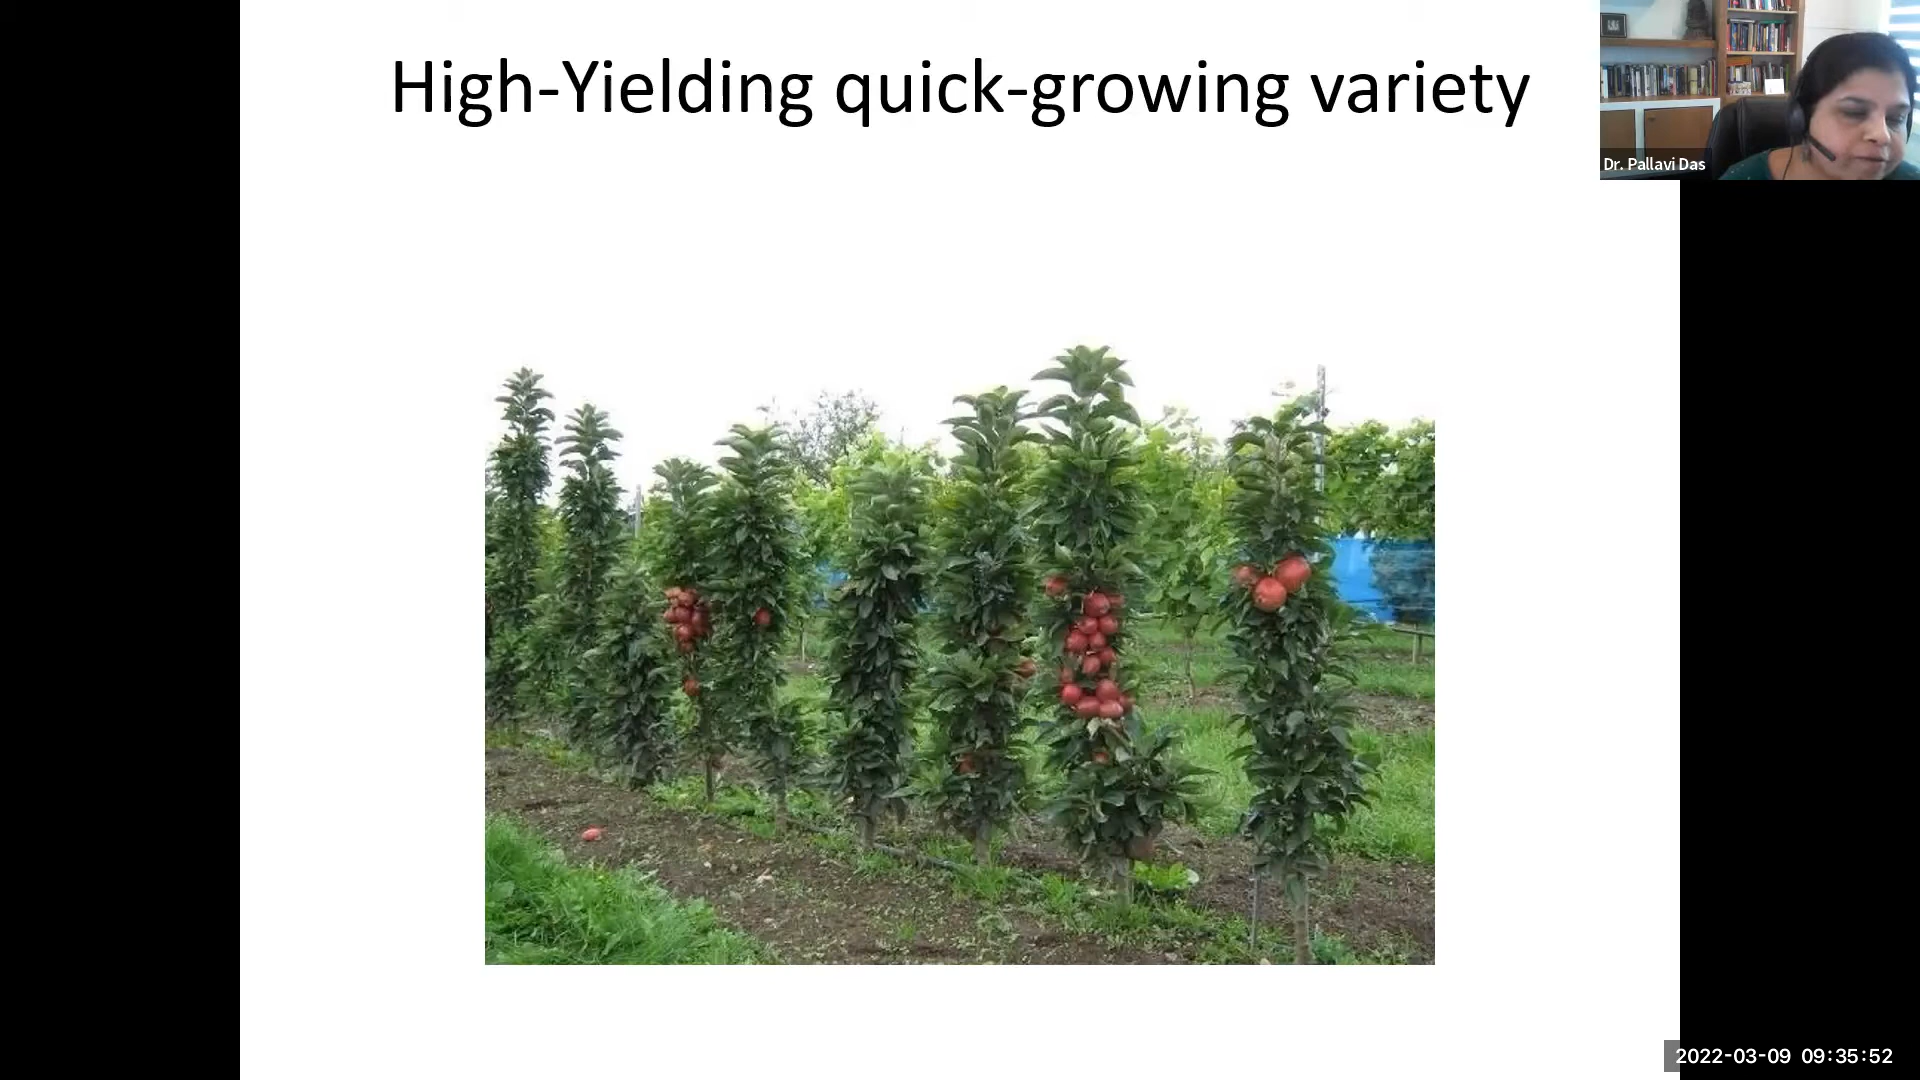 High-Yielding quick-growing variety
Dr. Pallavi Das
2022-03-09 09:35:52